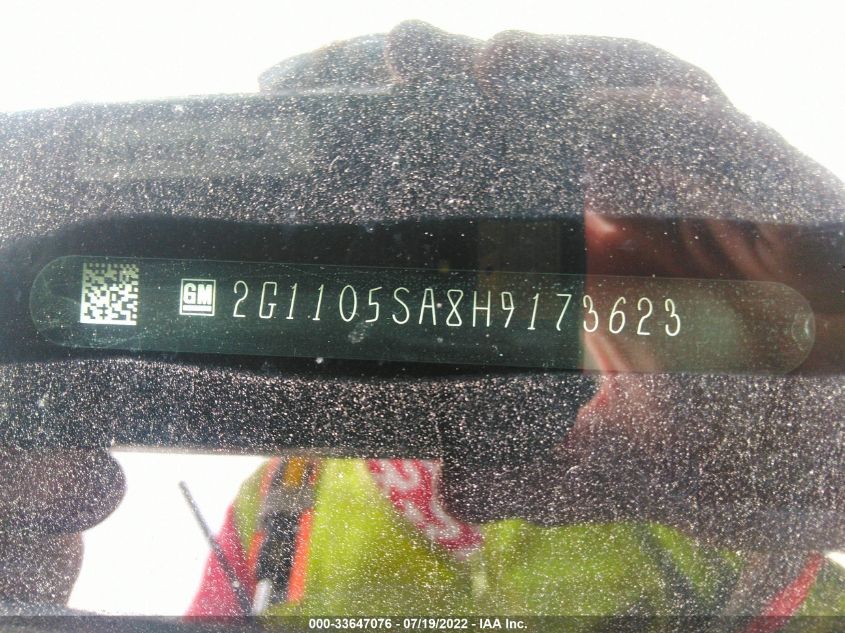 GM 2G1105SA8H9173623
000-33647076 - 07/19/2022 - IAA Inc.